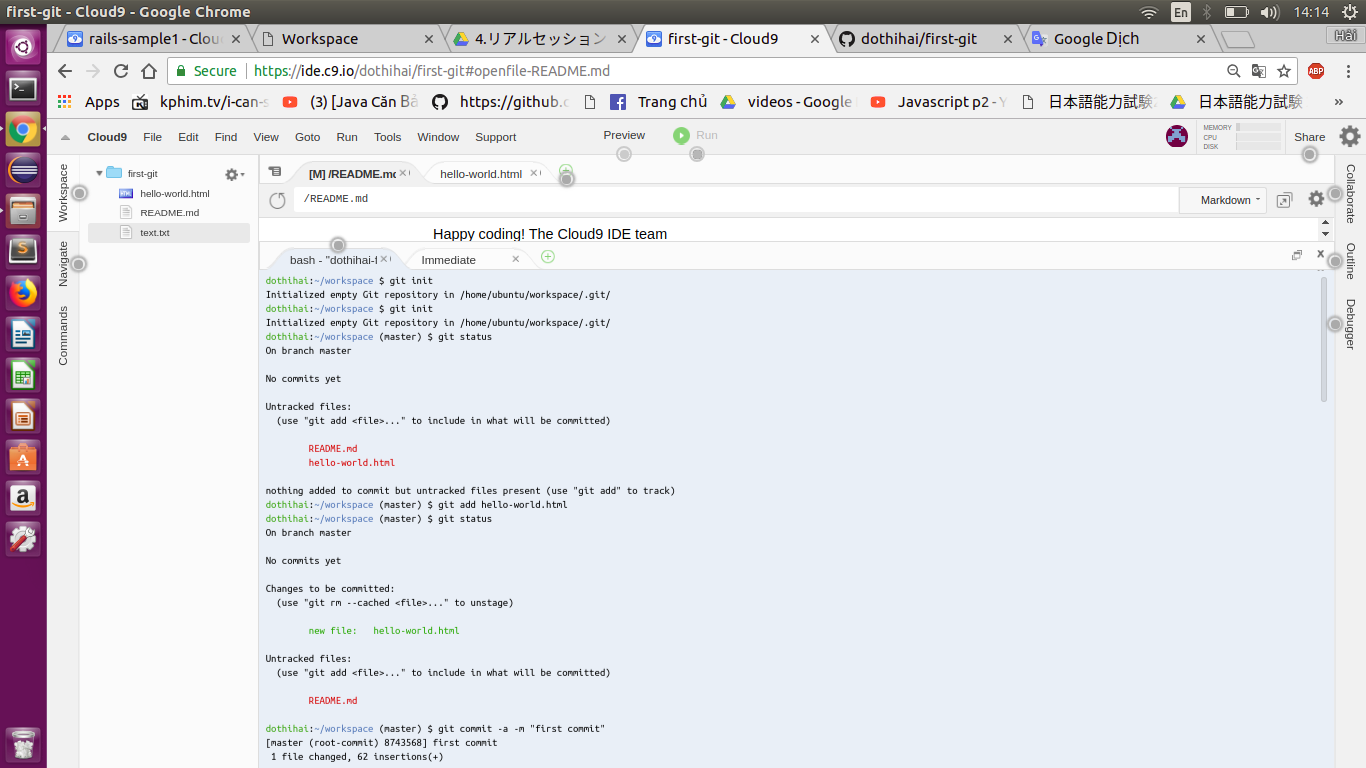 first-git - Cloud9 - Google Chrome
En
14:14
rails-sample1 - Clou
Workspace
4.リアルセッション
first-git - Cloud9
dothihai/first-git
Google Dịch
Hải
Secure
https://ide.c9.io/dothihai/first-git#openfile-README.md
ABP
Apps
kphim.tv/i-can-s
(3) [Java Căn Bả
https://github.c
Trang chủ
videos - Google
Javascript p2 - Y
日本語能力試験
日本語能力試験
»
Cloud9
File
Edit
Find
View
Goto
Run
Tools
Window
Support
Preview
Run
MEMORY
CPU
DISK
Share
Workspace
Navigate
Commands
first-git
hello-world.html
README.md
text.txt
[M] /README.md
hello-world.html
/README.md
Markdown
Happy coding! The Cloud9 IDE team
bash - "dothihai-
Immediate
Collaborate
Outline
Debugger
dothihai:~/workspace $ git init
Initialized empty Git repository in /home/ubuntu/workspace/.git/
dothihai:~/workspace $ git init
Initialized empty Git repository in /home/ubuntu/workspace/.git/
dothihai:~/workspace (master) $ git status
On branch master
No commits yet
Untracked files:
(use "git add <file>..." to include in what will be committed)
README.md
hello-world.html
nothing added to commit but untracked files present (use "git add" to track)
dothihai:~/workspace (master) $ git add hello-world.html
dothihai:~/workspace (master) $ git status
On branch master
No commits yet
Changes to be committed:
(use "git rm --cached <file>..." to unstage)
new file:   hello-world.html
Untracked files:
(use "git add <file>..." to include in what will be committed)
README.md
dothihai:~/workspace (master) $ git commit -a -m "first commit"
[master (root-commit) 8743568] first commit
1 file changed, 62 insertions(+)